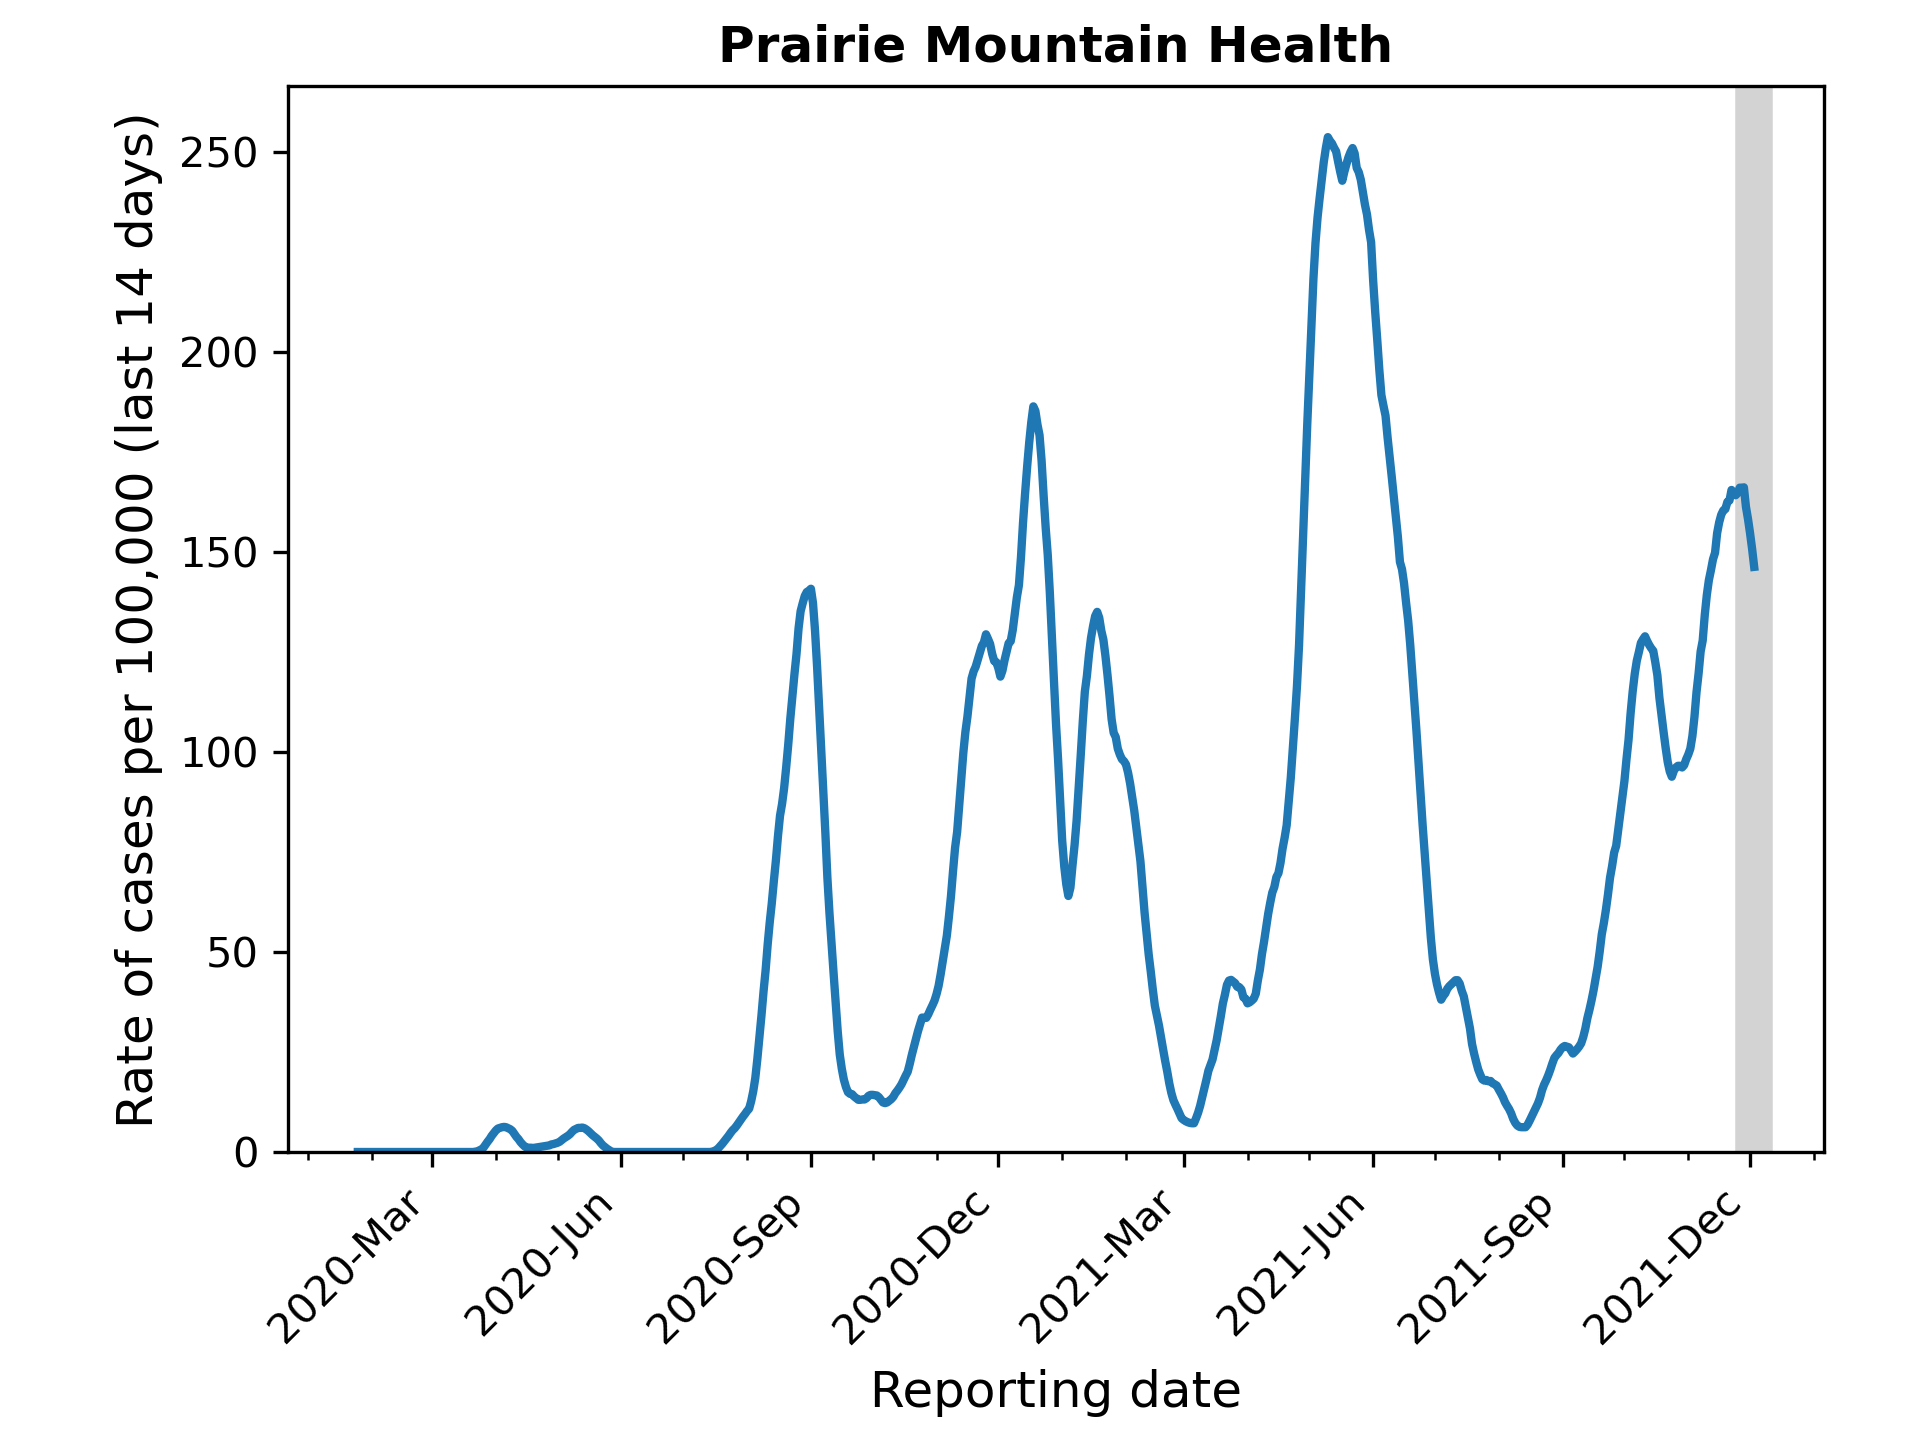 Prairie Mountain Health
Rate of cases per 100,000 (last 14 days)
250
200
150
100
50
0
2020-Mar
2020-Jun
2020-Sep
2020-Dec
2021-Mar
2021-Jun
2021-Sep
2021-Dec
Reporting date